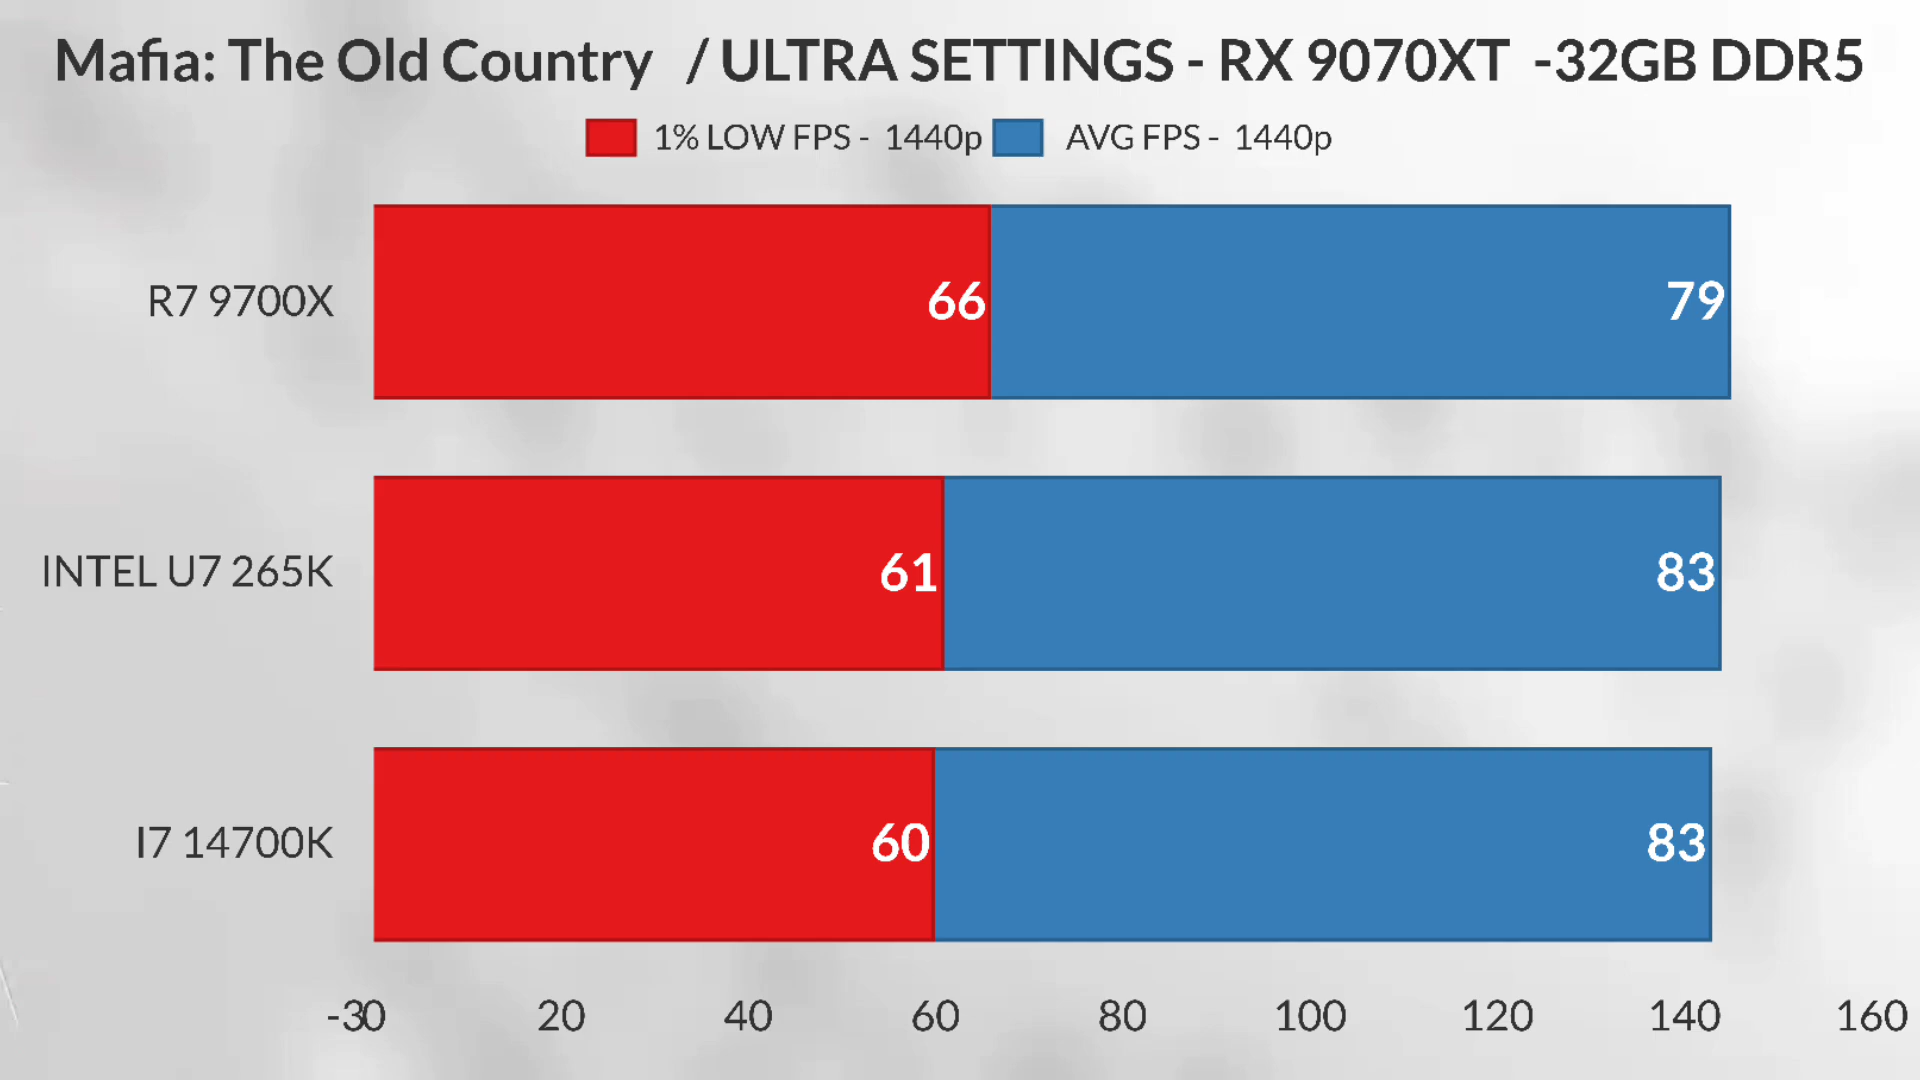 Mafia: The Old Country / ULTRA SETTINGS - RX 9070XT -32GB DDR5
1% LOW FPS - 1440p AVG FPS - 1440p
R7 9700X 66 79
INTEL U7 265K 61 83
I7 14700K 60 83
-3 0 20 40 60 80 100 120 140 160